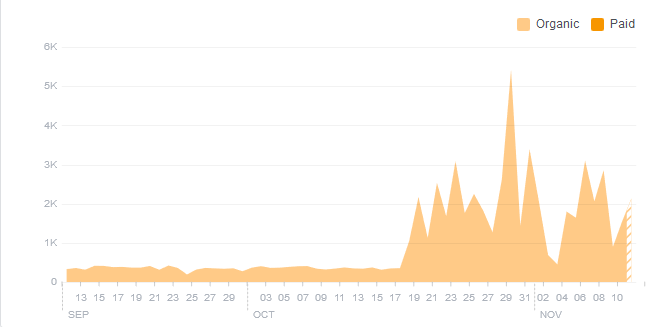 Organic Paid
6K
5K
4K
3K
2K
1K
0
13 15 17 19 21 23 25 27 29 03 05 07 09 11 13 15 17 19 21 23 25 27 29 31 02 04 06 08 10
SEP OCT NOV